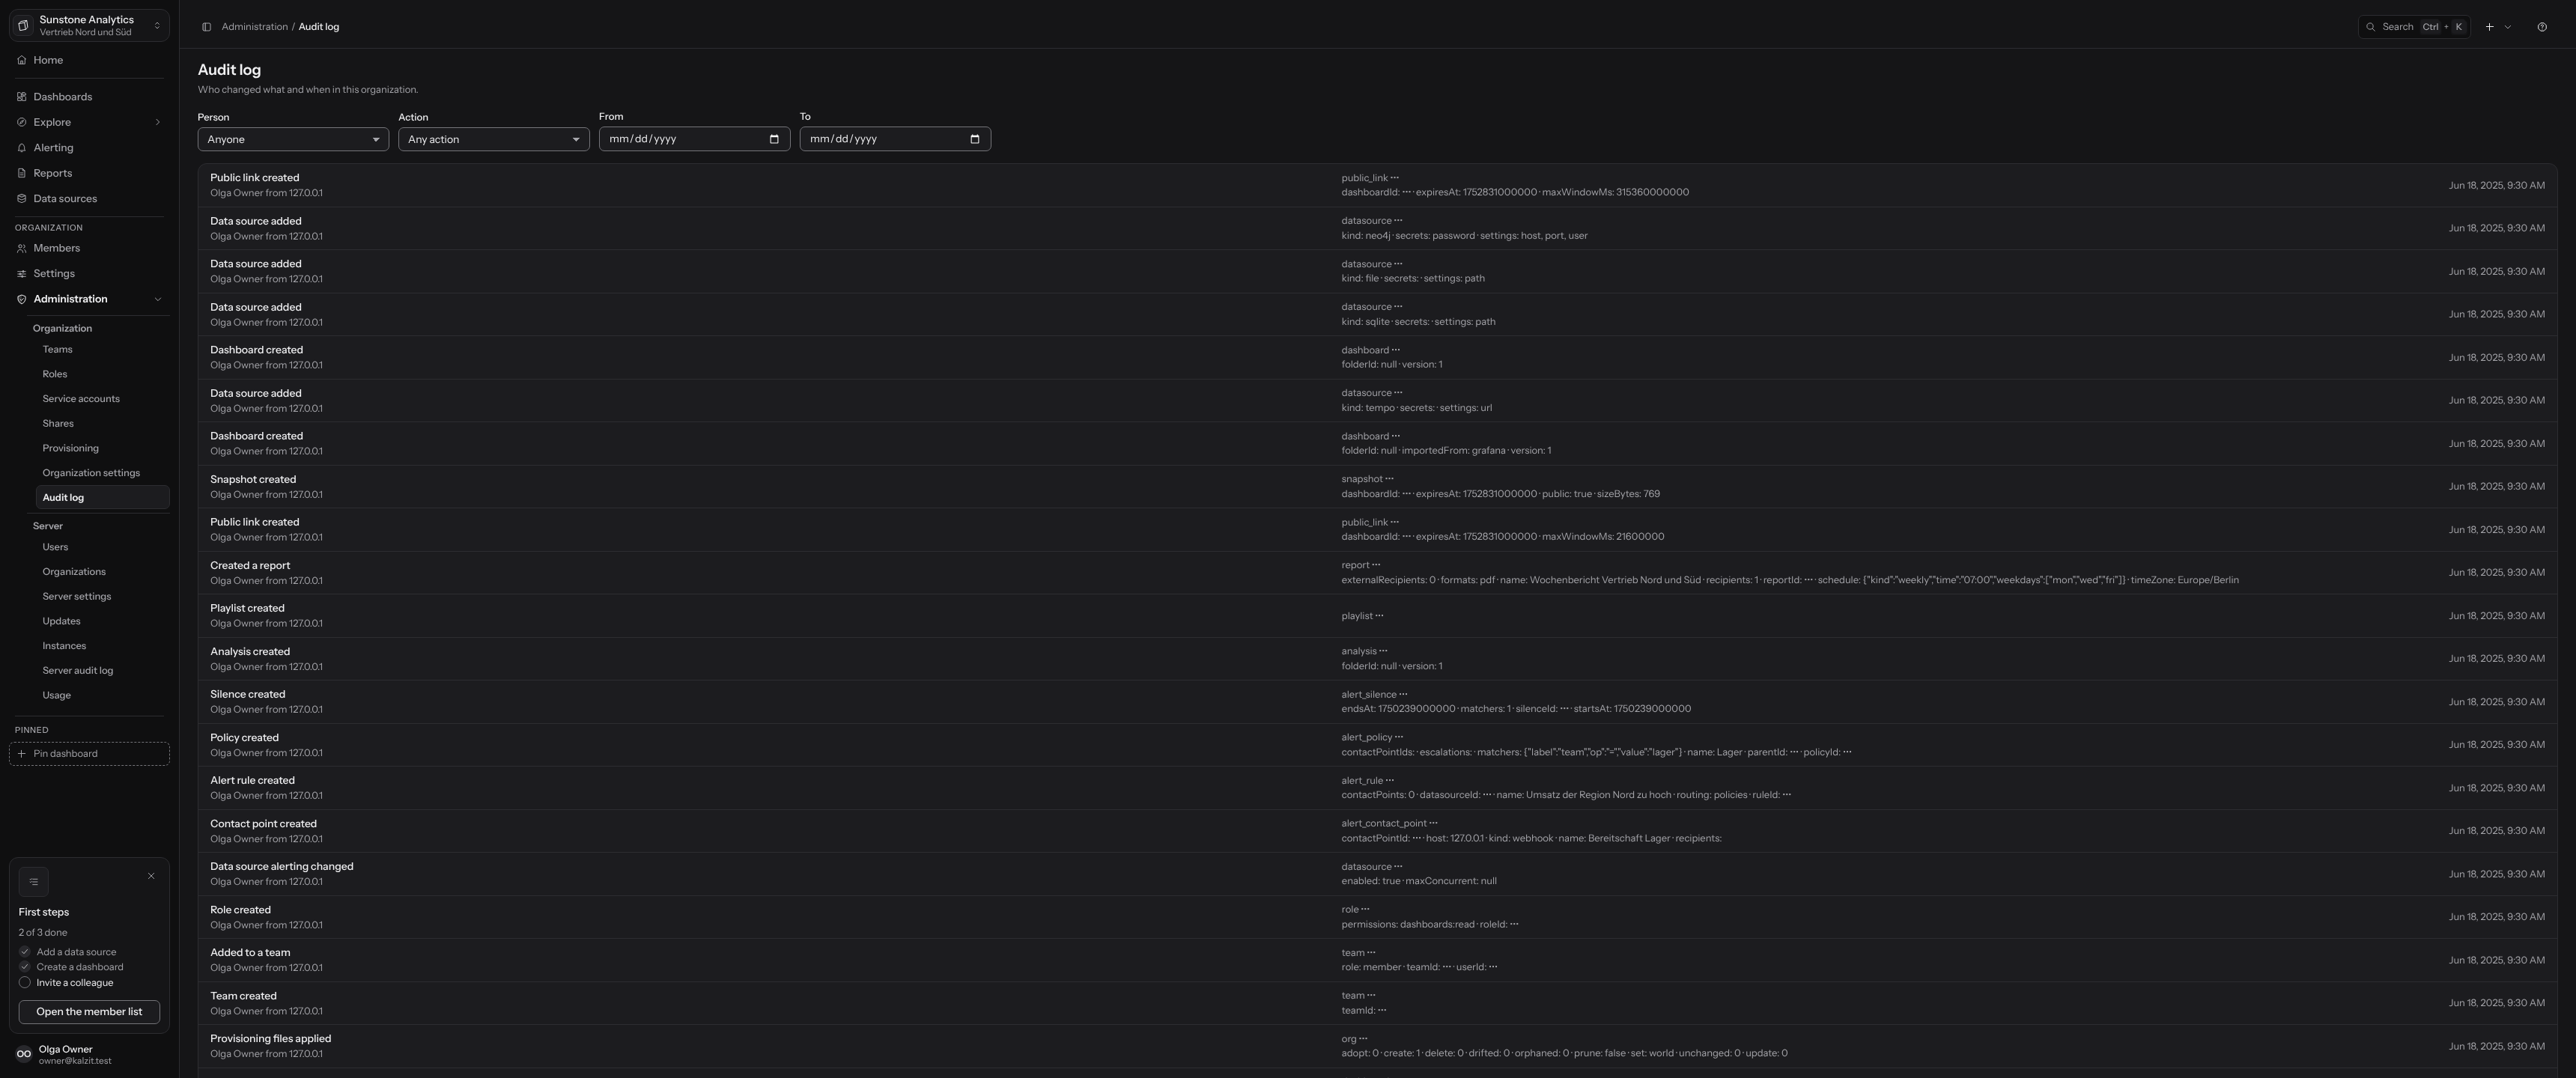 Sunstone Analytics
Vertrieb Nord und Süd
Home
Dashboards
Explore
Alerting
Reports
Data sources
ORGANIZATION
Members
Settings
Administration
Organization
Teams
Roles
Service accounts
Shares
Provisioning
Organization settings
Audit log
Server
Users
Organizations
Server settings
Updates
Instances
Server audit log
Usage
PINNED
Pin dashboard
First steps
2 of 3 done
Add a data source
Create a dashboard
Invite a colleague
Open the member list
OO
Olga Owner
owner@kalzit.test
Administration / Audit log
Search Ctrl + K
Audit log
Who changed what and when in this organization.
Person
Anyone
Action
Any action
From
mm/dd/yyyy
To
mm/dd/yyyy
Public link created
Olga Owner from 127.0.0.1
public_link •••
dashboardId: ••• · expiresAt: 1752831000000 · maxWindowMs: 315360000000
Jun 18, 2025, 9:30 AM
Data source added
Olga Owner from 127.0.0.1
datasource •••
kind: neo4j · secrets: password · settings: host, port, user
Jun 18, 2025, 9:30 AM
Data source added
Olga Owner from 127.0.0.1
datasource •••
kind: file · secrets: · settings: path
Jun 18, 2025, 9:30 AM
Data source added
Olga Owner from 127.0.0.1
datasource •••
kind: sqlite · secrets: · settings: path
Jun 18, 2025, 9:30 AM
Dashboard created
Olga Owner from 127.0.0.1
dashboard •••
folderId: null · version: 1
Jun 18, 2025, 9:30 AM
Data source added
Olga Owner from 127.0.0.1
datasource •••
kind: tempo · secrets: · settings: url
Jun 18, 2025, 9:30 AM
Dashboard created
Olga Owner from 127.0.0.1
dashboard •••
folderId: null · importedFrom: grafana · version: 1
Jun 18, 2025, 9:30 AM
Snapshot created
Olga Owner from 127.0.0.1
snapshot •••
dashboardId: ••• · expiresAt: 1752831000000 · public: true · sizeBytes: 769
Jun 18, 2025, 9:30 AM
Public link created
Olga Owner from 127.0.0.1
public_link •••
dashboardId: ••• · expiresAt: 1752831000000 · maxWindowMs: 21600000
Jun 18, 2025, 9:30 AM
Created a report
Olga Owner from 127.0.0.1
report •••
externalRecipients: 0 · formats: pdf · name: Wochenbericht Vertrieb Nord und Süd · recipients: 1 · reportId: ••• · schedule: {"kind":"weekly","time":"07:00","weekdays":["mon","wed","fri"]} · timeZone: Europe/Berlin
Jun 18, 2025, 9:30 AM
Playlist created
Olga Owner from 127.0.0.1
playlist •••
Jun 18, 2025, 9:30 AM
Analysis created
Olga Owner from 127.0.0.1
analysis •••
folderId: null · version: 1
Jun 18, 2025, 9:30 AM
Silence created
Olga Owner from 127.0.0.1
alert_silence •••
endsAt: 1750239000000 · matchers: 1 · silenceId: ••• · startsAt: 1750239000000
Jun 18, 2025, 9:30 AM
Policy created
Olga Owner from 127.0.0.1
alert_policy •••
contactPointIds: · escalations: · matchers: {"label":"team","op":"=","value":"lager"} · name: Lager · parentId: ••• · policyId: •••
Jun 18, 2025, 9:30 AM
Alert rule created
Olga Owner from 127.0.0.1
alert_rule •••
contactPoints: 0 · datasourceId: ••• · name: Umsatz der Region Nord zu hoch · routing: policies · ruleId: •••
Jun 18, 2025, 9:30 AM
Contact point created
Olga Owner from 127.0.0.1
alert_contact_point •••
contactPointId: ••• · host: 127.0.0.1 · kind: webhook · name: Bereitschaft Lager · recipients:
Jun 18, 2025, 9:30 AM
Data source alerting changed
Olga Owner from 127.0.0.1
datasource •••
enabled: true · maxConcurrent: null
Jun 18, 2025, 9:30 AM
Role created
Olga Owner from 127.0.0.1
role •••
permissions: dashboards:read · roleId: •••
Jun 18, 2025, 9:30 AM
Added to a team
Olga Owner from 127.0.0.1
team •••
role: member · teamId: ••• · userId: •••
Jun 18, 2025, 9:30 AM
Team created
Olga Owner from 127.0.0.1
team •••
teamId: •••
Jun 18, 2025, 9:30 AM
Provisioning files applied
Olga Owner from 127.0.0.1
org •••
adopt: 0 · create: 1 · delete: 0 · drifted: 0 · orphaned: 0 · prune: false · set: world · unchanged: 0 · update: 0
Jun 18, 2025, 9:30 AM